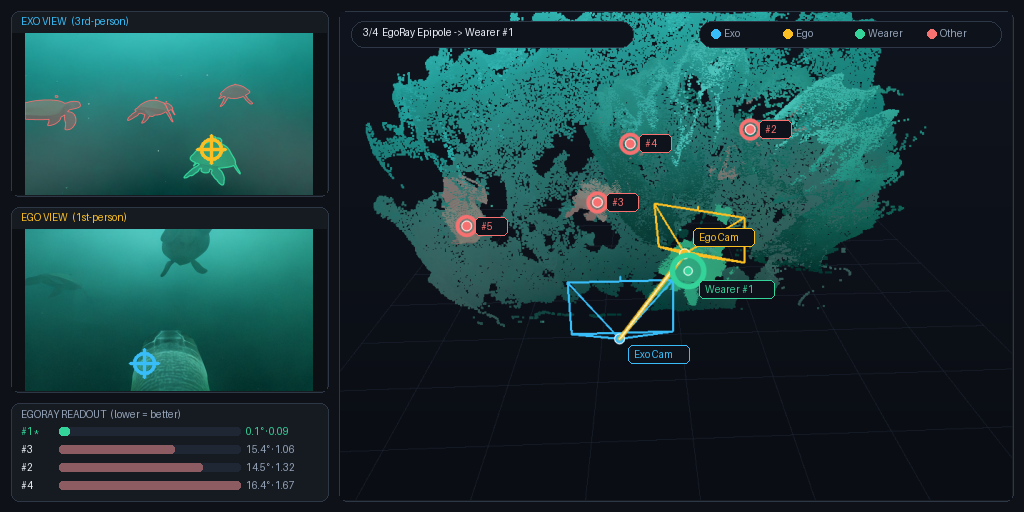 EXO VIEW (3rd-person)
EGO VIEW (1st-person)
EGORAY READOUT (lower = better)
#1 * 0.1°·0.09
#3 15.4°·1.06
#2 14.5°·1.32
#4 16.4°·1.67
3/4 EgoRay Epipole -> Wearer #1
Exo Ego Wearer Other
#2
#4
#3
#5
Ego Cam
Wearer #1
Exo Cam